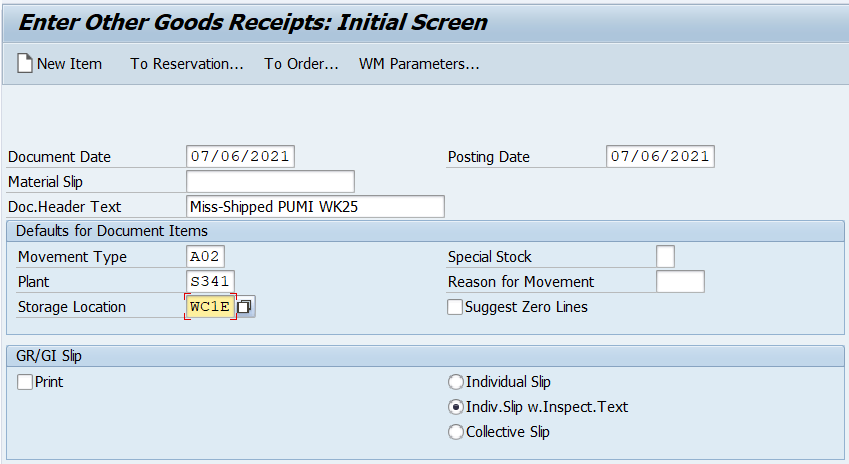 Enter Other Goods Receipts: Initial Screen
New Item To Reservation... To Order... WM Parameters...
Document Date 07/06/2021 Posting Date 07/06/2021
Material Slip
Doc.Header Text Miss-Shipped PUMI WK25
Defaults for Document Items
Movement Type A02 Special Stock
Plant S341 Reason for Movement
Storage Location WC1E Suggest Zero Lines
GR/GI Slip
Print Individual Slip
Indiv.Slip w.Inspect.Text
Collective Slip